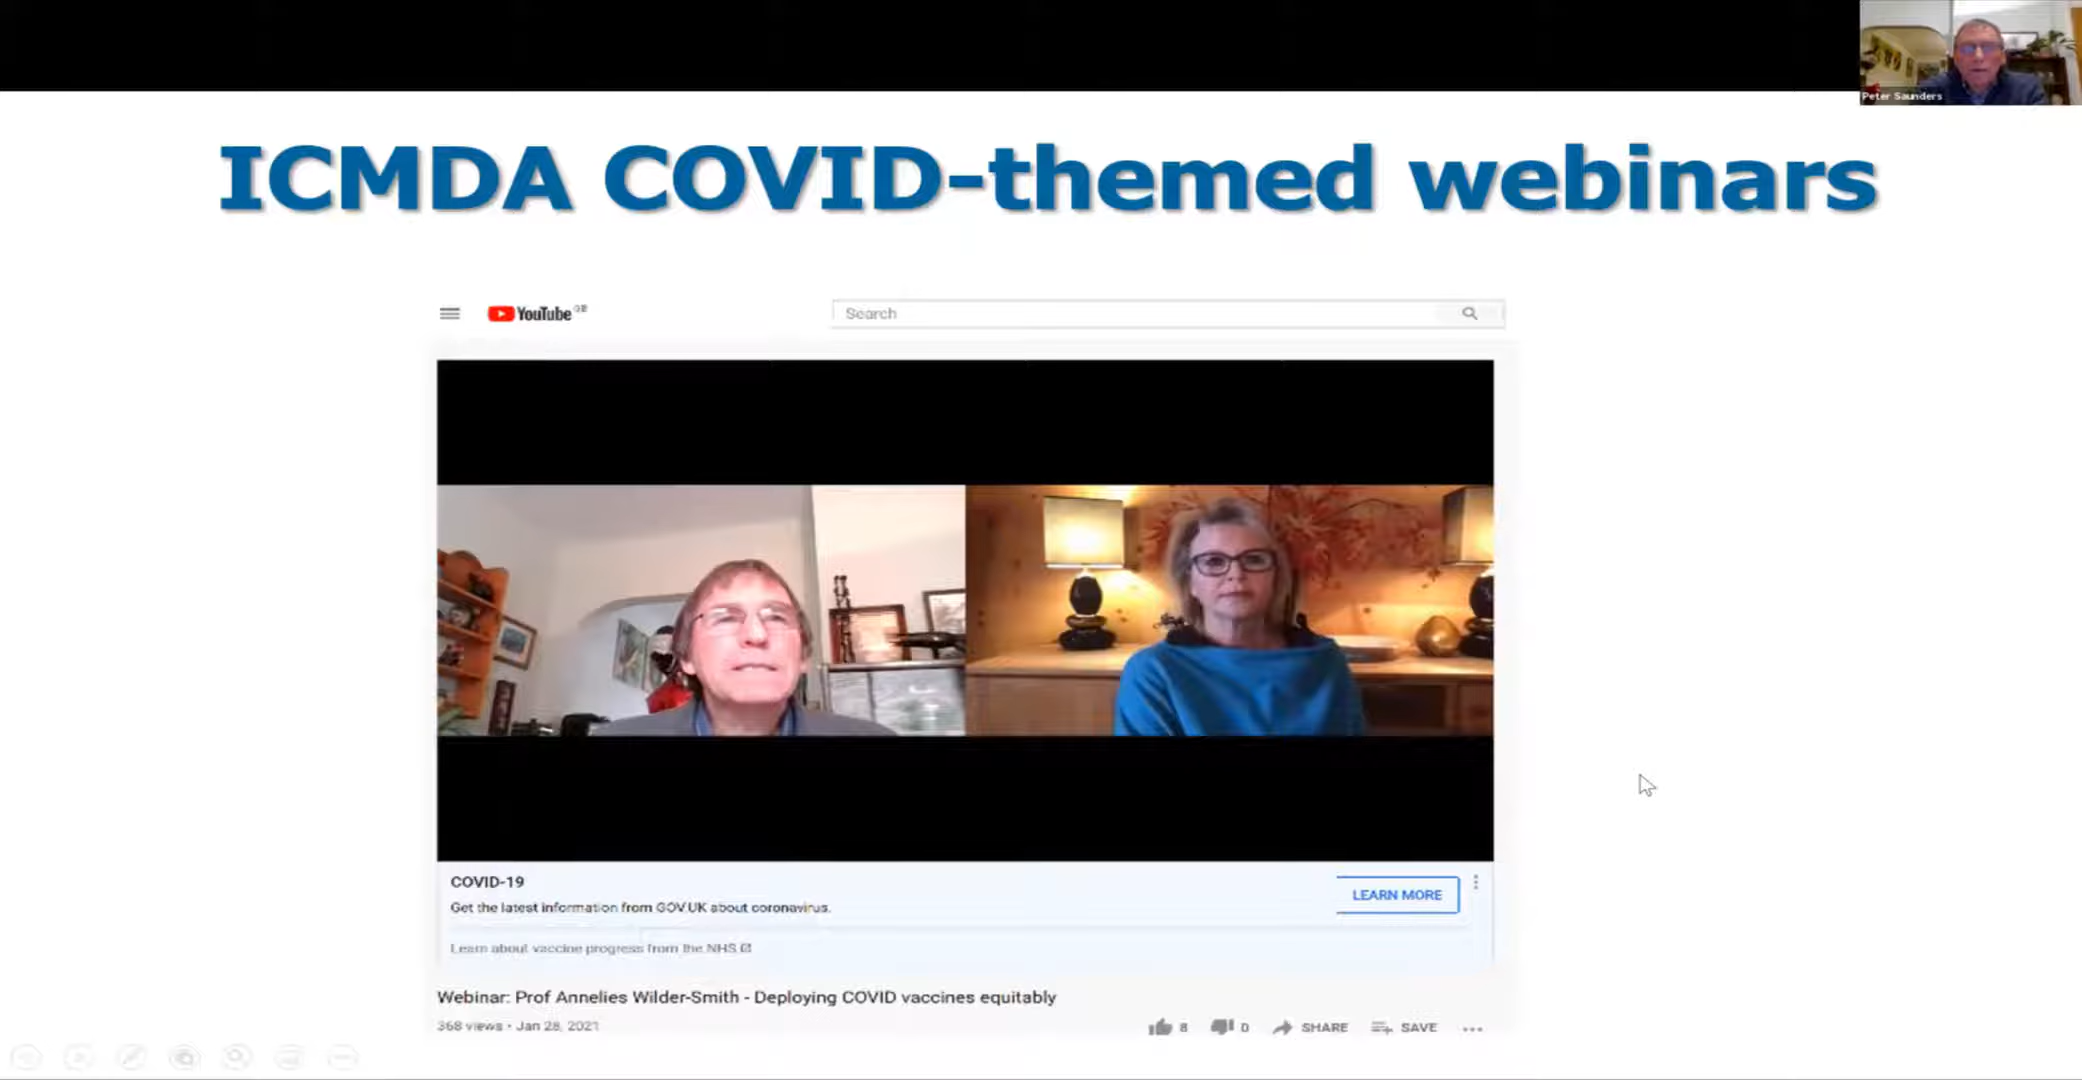 Peter Saunders
ICMDA COVID-themed webinars
YouTube GB
Search
COVID-19
Get the latest information from GOV.UK about coronavirus.
LEARN MORE
Learn about vaccine progress from the NHS
Webinar: Prof Annelies Wilder-Smith - Deploying COVID vaccines equitably
368 views • Jan 28, 2021
8
0
SHARE
SAVE